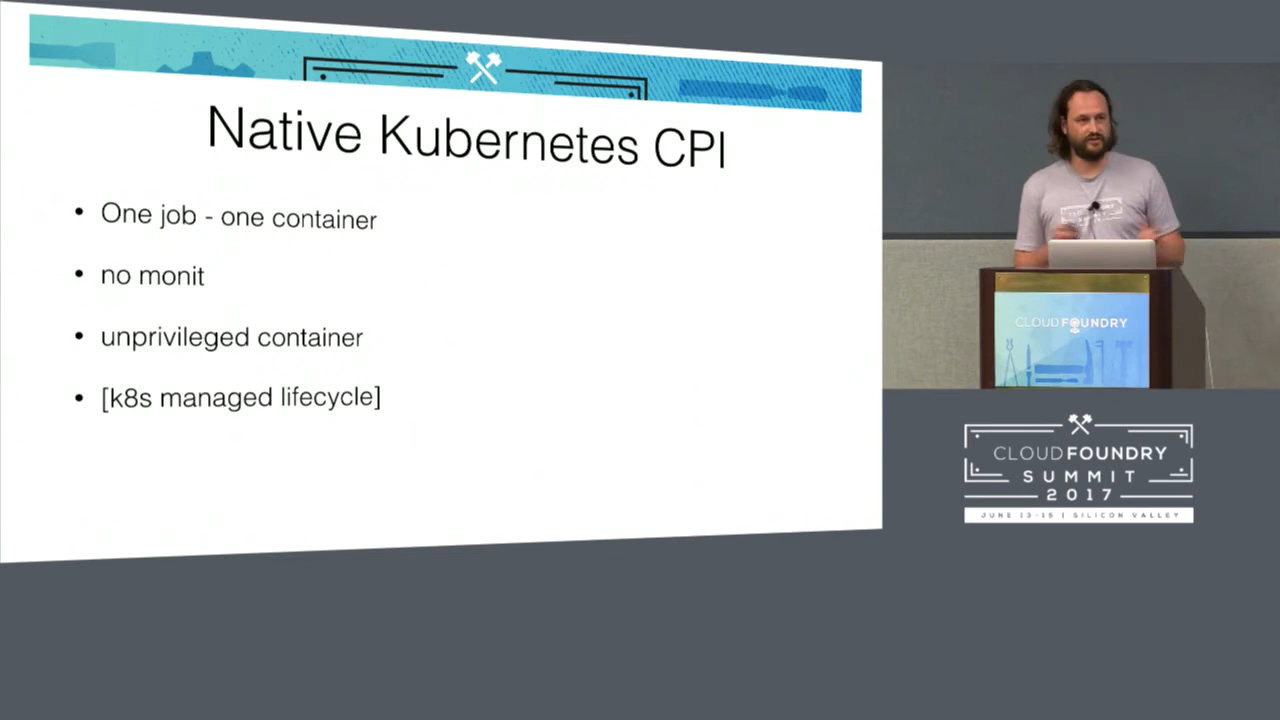 Native Kubernetes CPI
• One job - one container
• no monit
• unprivileged container
• [k8s managed lifecycle]
CLOUD FOUNDRY
CLOUD FOUNDRY
SUMMIT
2017
JUNE 13-15 | SILICON VALLEY